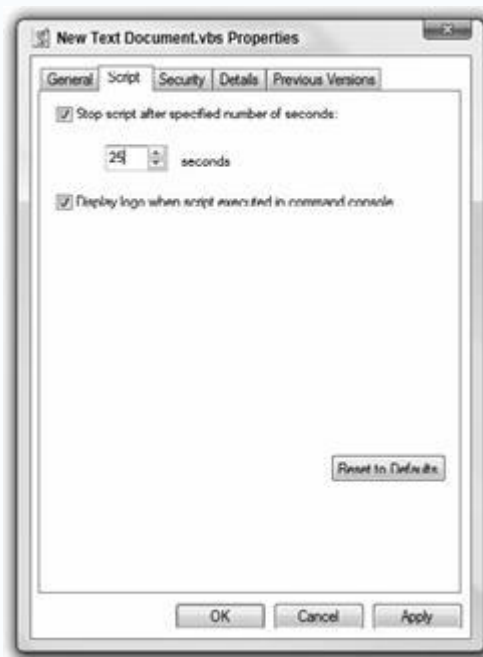 New Text Document.vbs Properties
General Script Security Details Previous Versions
Stop script after specified number of seconds:
25 seconds
Display logo when script executed in command console
Reset to Defaults
OK Cancel Apply